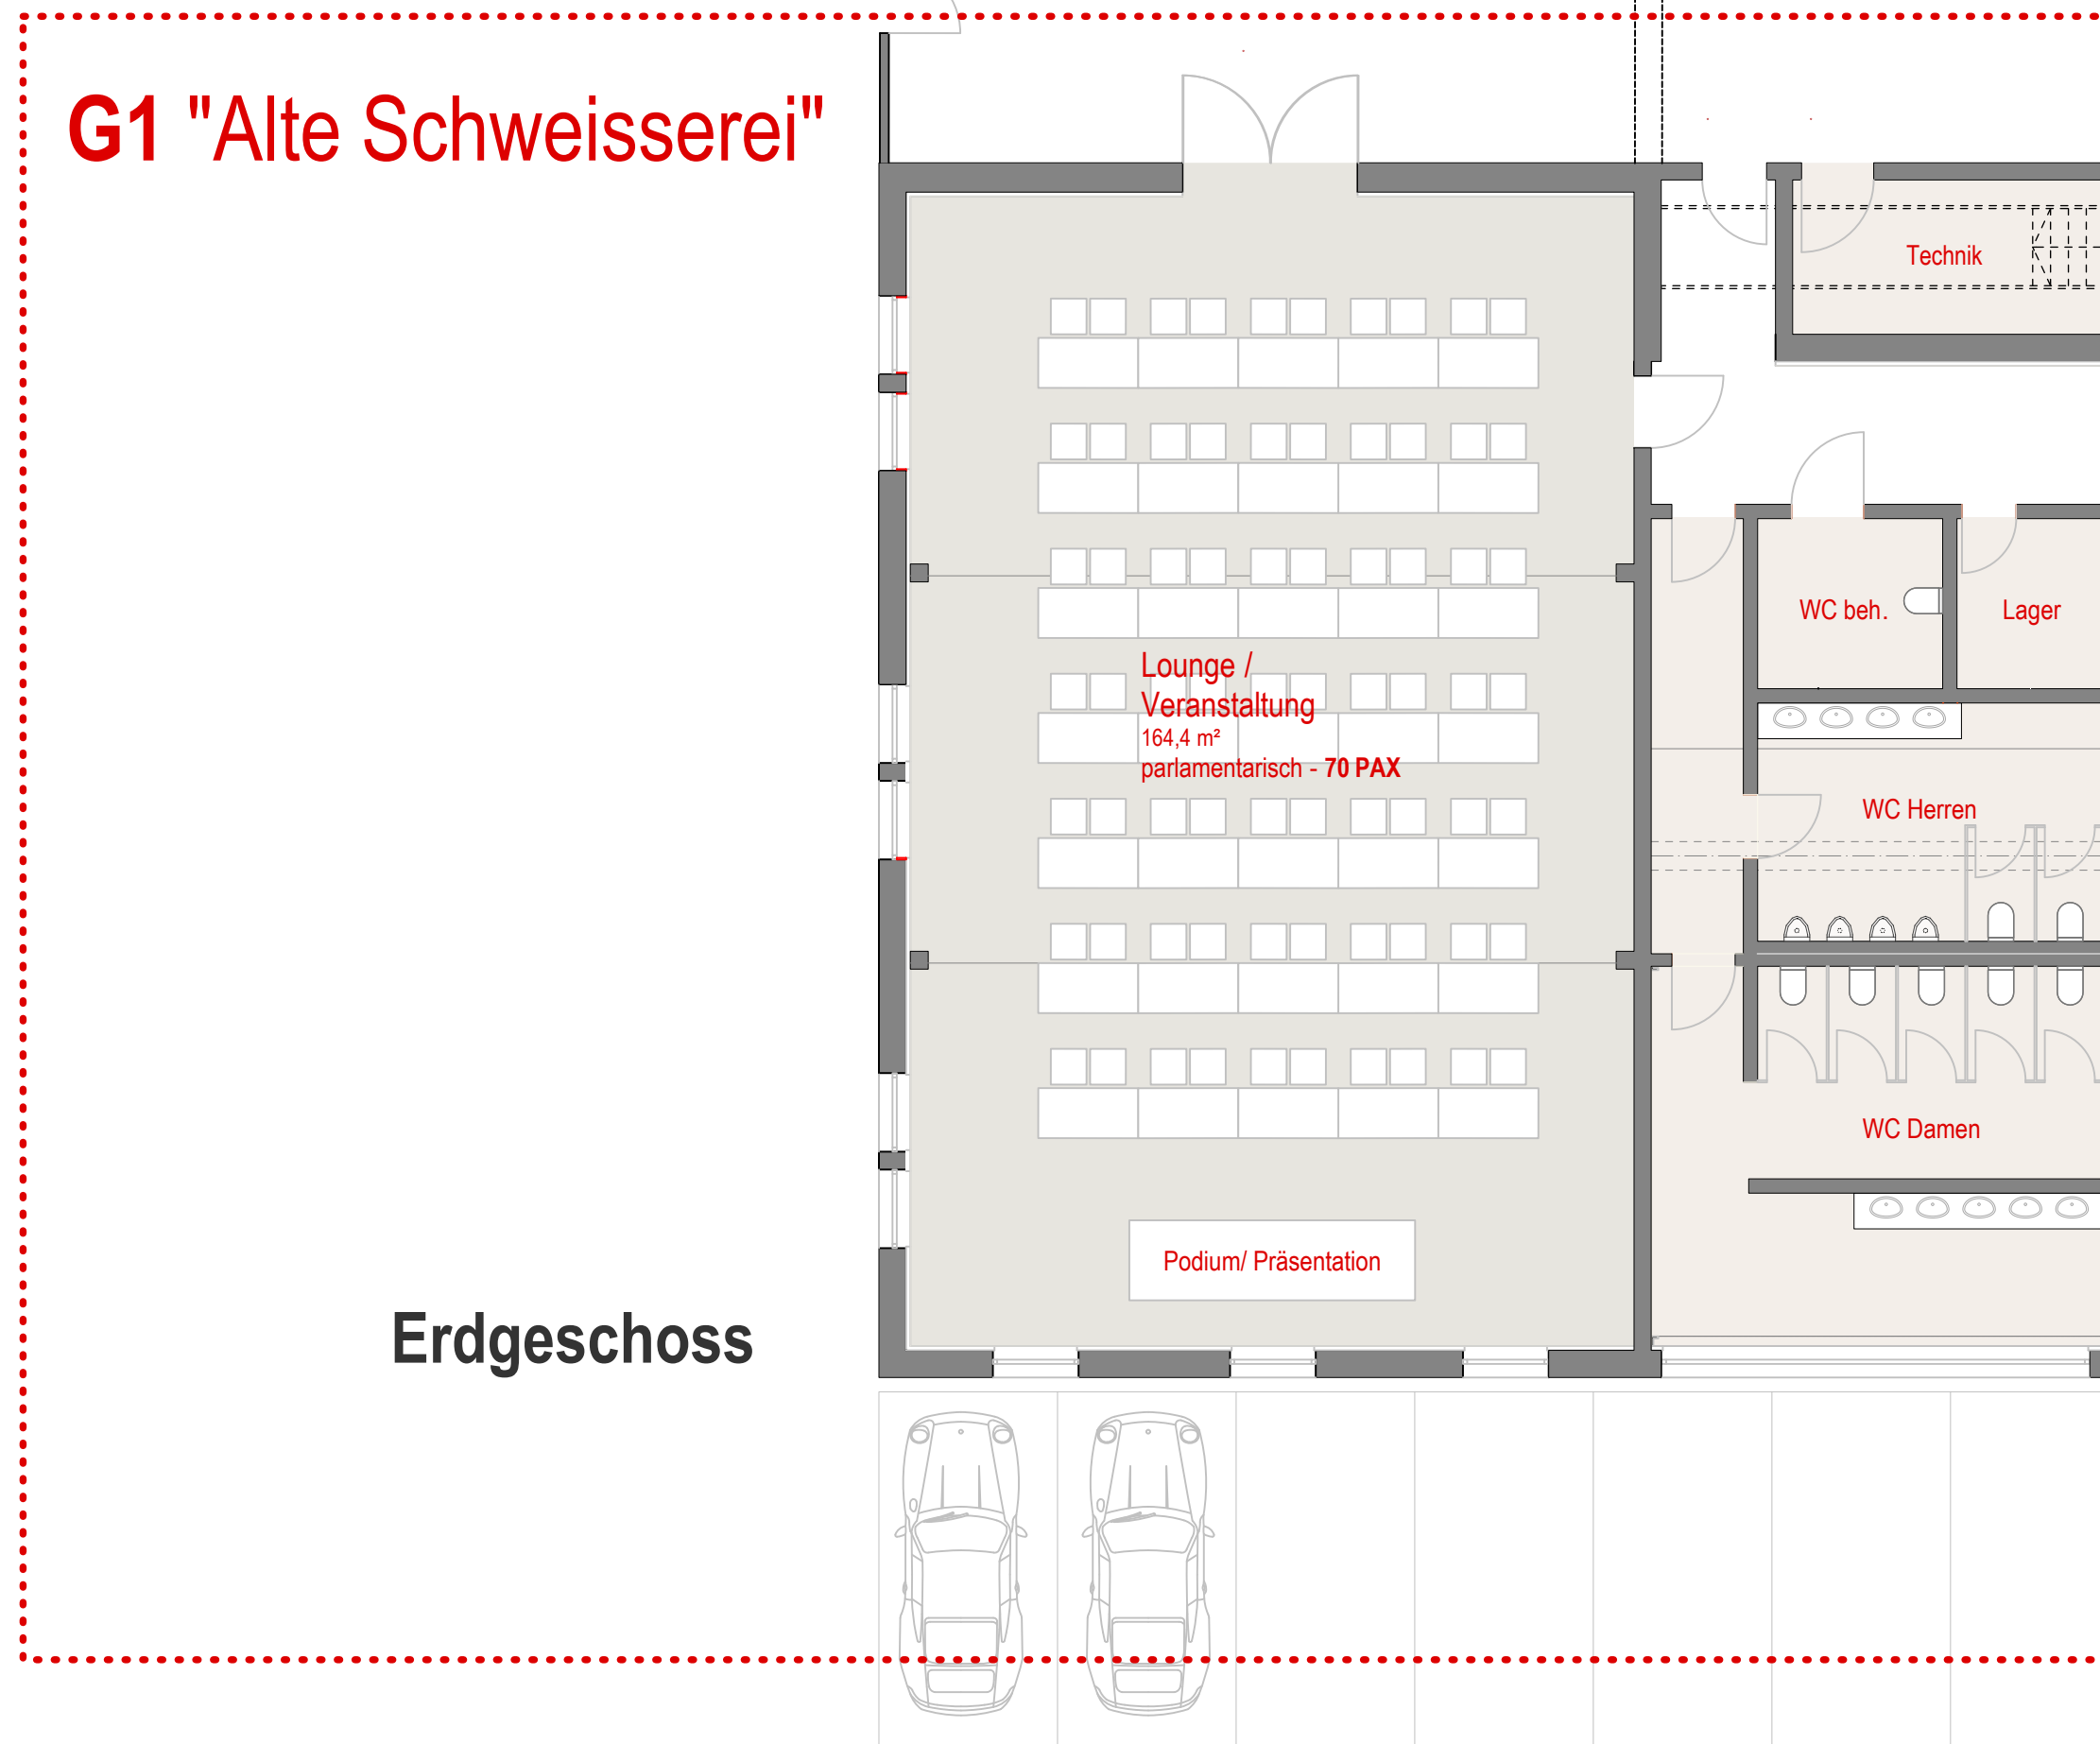 G1 "Alte Schweisserei"
Technik
WC beh.
Lager
Lounge /
Veranstaltung
164,4 m²
parlamentarisch - 70 PAX
WC Herren
WC Damen
Podium/ Präsentation
Erdgeschoss